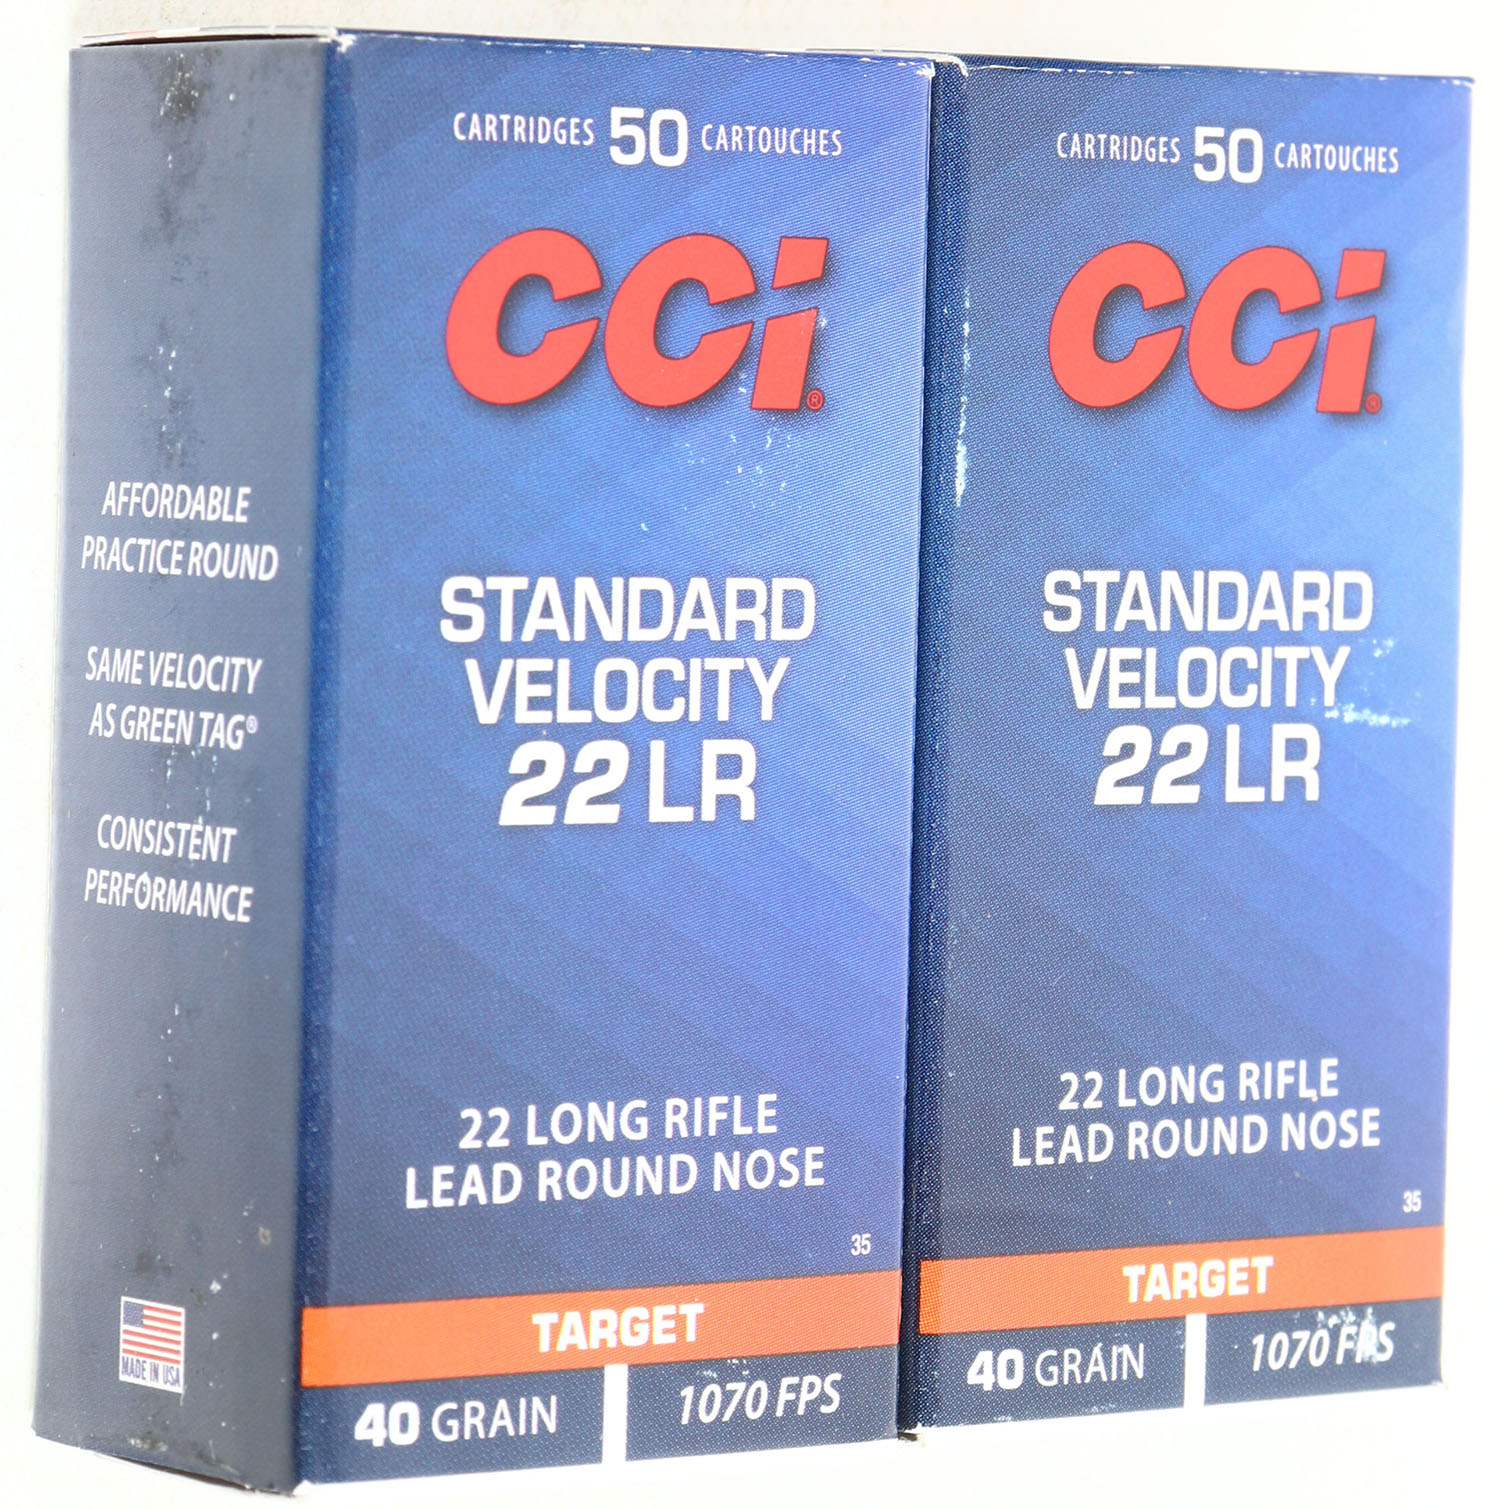 AFFORDABLE
PRACTICE ROUND
SAME VELOCITY
AS GREEN TAG®
CONSISTENT
PERFORMANCE
MADE IN USA
CARTRIDGES 50 CARTOUCHES
CCi®
STANDARD
VELOCITY
22 LR
22 LONG RIFLE
LEAD ROUND NOSE
35
TARGET
40 GRAIN 1070 FPS
CARTRIDGES 50 CARTOUCHES
CCi®
STANDARD
VELOCITY
22 LR
22 LONG RIFLE
LEAD ROUND NOSE
35
TARGET
40 GRAIN 1070 FPS